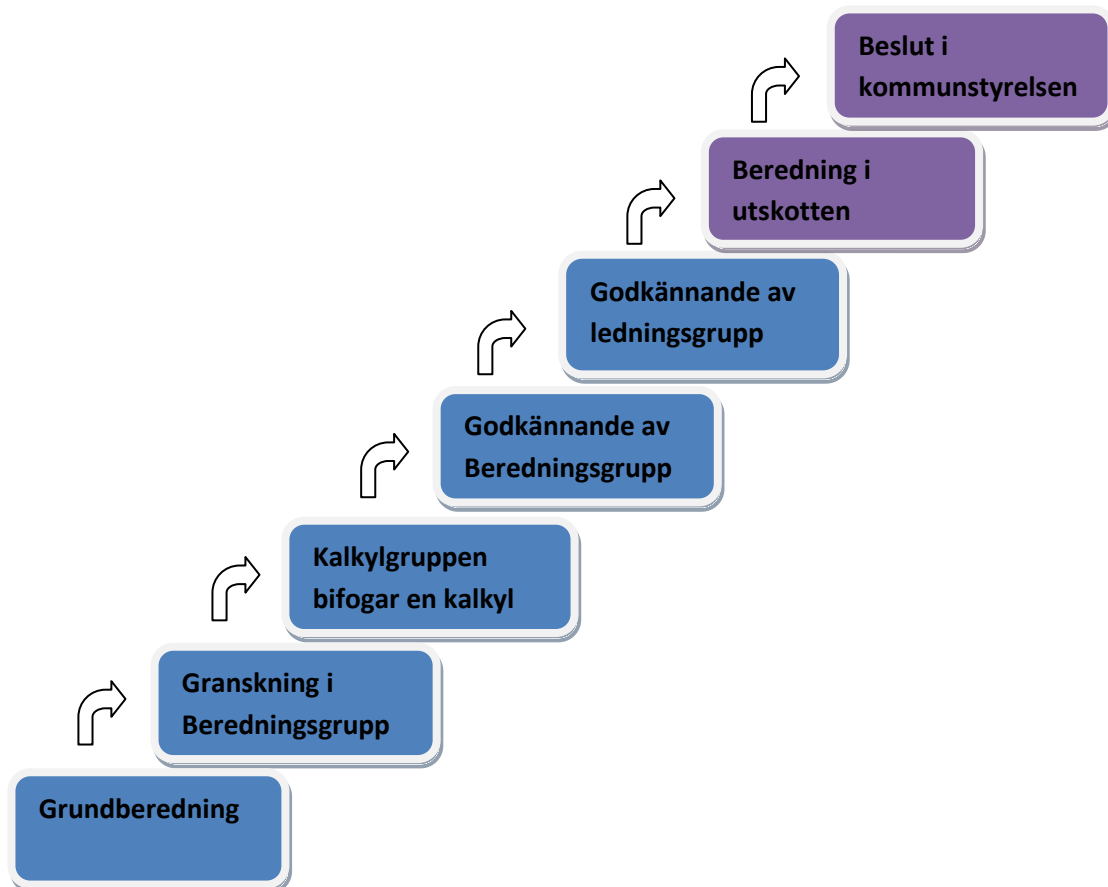 Beslut i
kommunstyrelsen
Beredning i
utskotten
Godkännande av
ledningsgrupp
Godkännande av
Beredningsgrupp
Kalkylgruppen
bifogar en kalkyl
Granskning i
Beredningsgrupp
Grundberedning